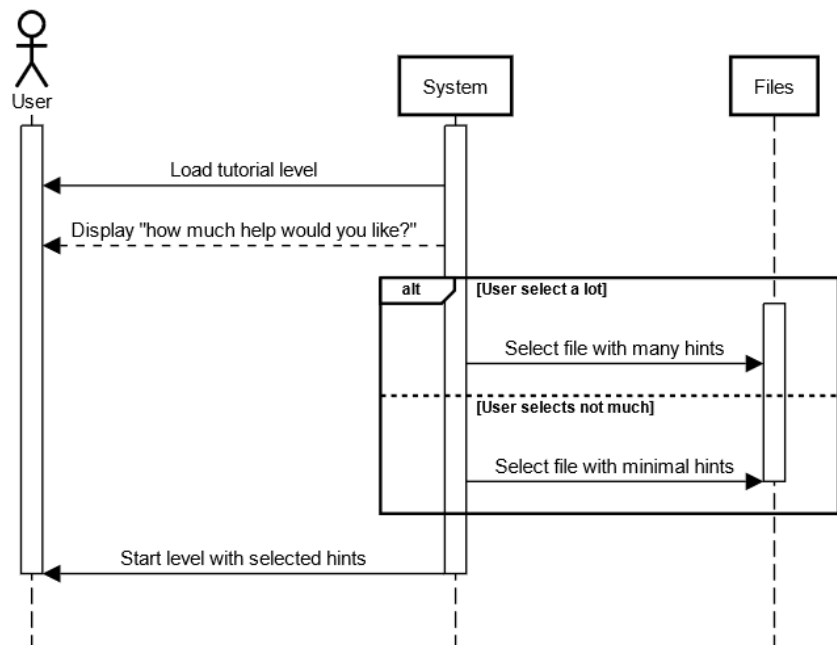 User
System
Files
Load tutorial level
Display "how much help would you like?"
alt
[User select a lot]
Select file with many hints
[User selects not much]
Select file with minimal hints
Start level with selected hints